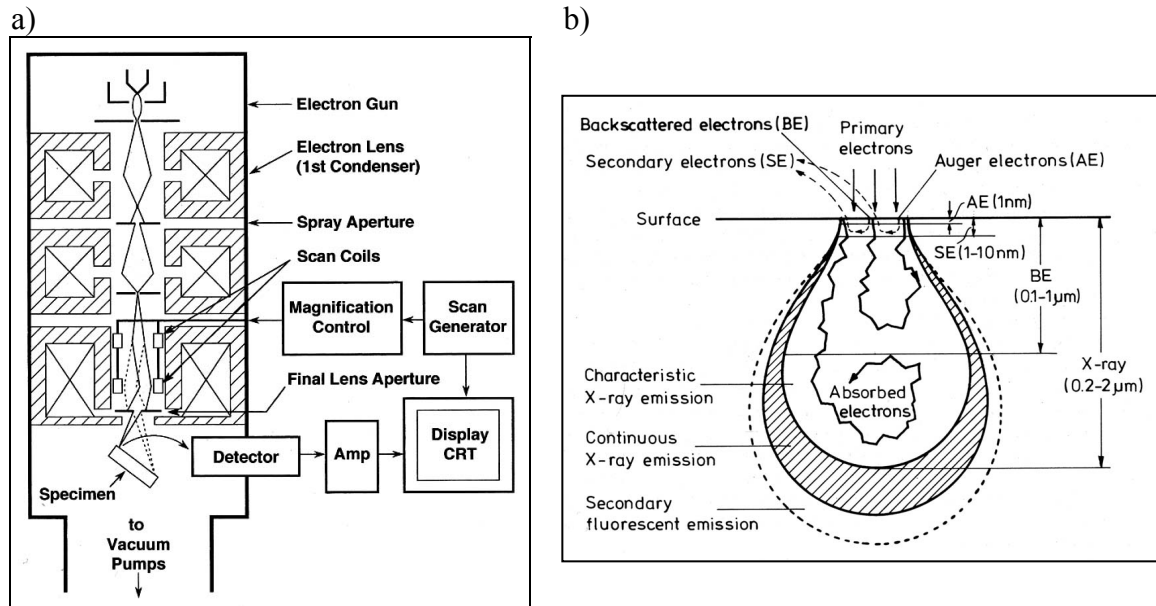 a)
Electron Gun
Electron Lens
(1st Condenser)
Spray Aperture
Scan Coils
Magnification
Control
Scan
Generator
Final Lens Aperture
Detector
Amp
Display
CRT
Specimen
to
Vacuum
Pumps
b)
Backscattered electrons (BE)
Primary
electrons
Secondary electrons (SE)
Auger electrons (AE)
Surface
AE (1nm)
SE (1-10nm)
BE
(0.1-1µm)
X-ray
(0.2-2µm)
Characteristic
X-ray emission
Absorbed
electrons
Continuous
X-ray emission
Secondary
fluorescent emission